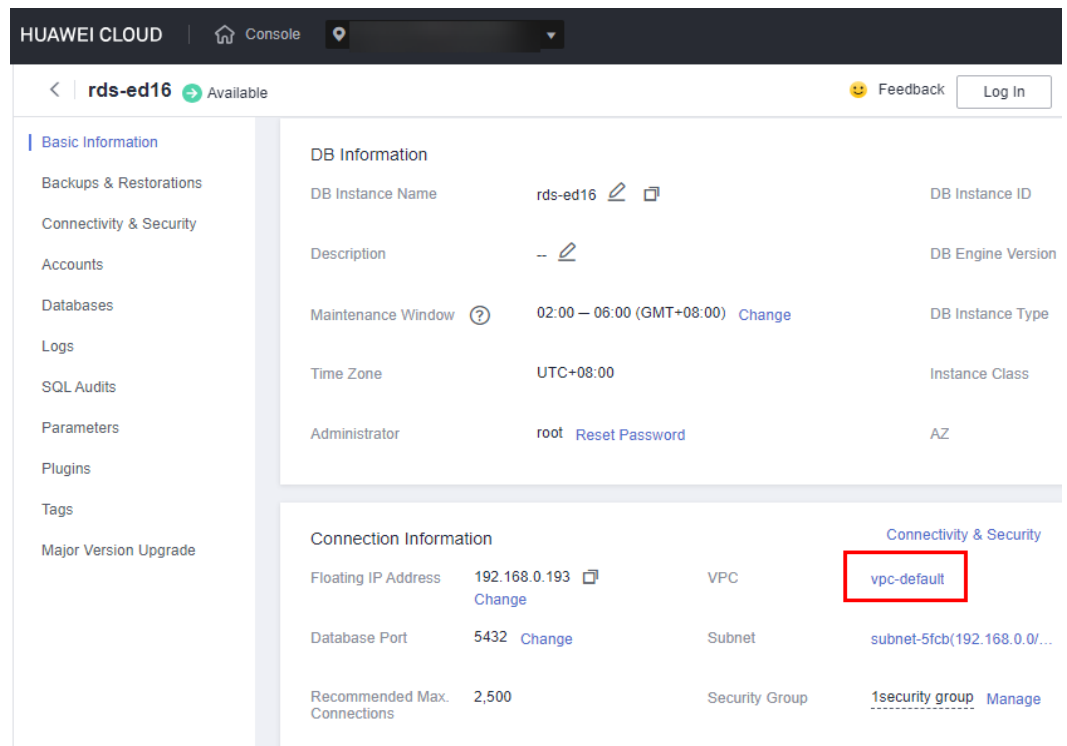 HUAWEI CLOUD Console
rds-ed16 Available Feedback Log In
Basic Information
Backups & Restorations
Connectivity & Security
Accounts
Databases
Logs
SQL Audits
Parameters
Plugins
Tags
Major Version Upgrade
DB Information
DB Instance Name rds-ed16 DB Instance ID
Description -- DB Engine Version
Maintenance Window ? 02:00 — 06:00 (GMT+08:00) Change DB Instance Type
Time Zone UTC+08:00 Instance Class
Administrator root Reset Password AZ
Connection Information Connectivity & Security
Floating IP Address 192.168.0.193 VPC vpc-default
Change
Database Port 5432 Change Subnet subnet-5fcb(192.168.0.0/...
Recommended Max. 2,500 Security Group 1security group Manage
Connections